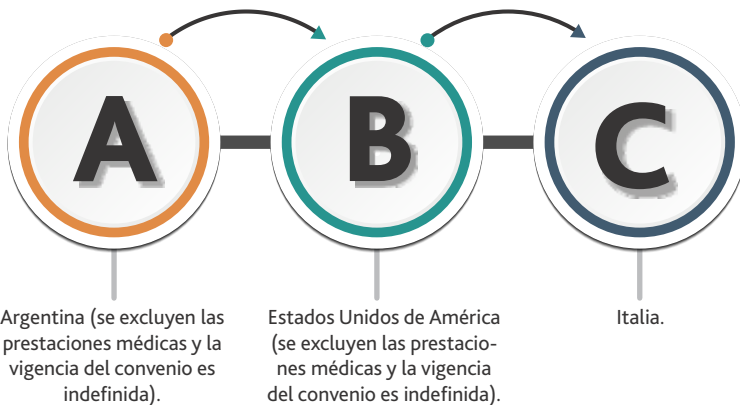 A
B
C
Argentina (se excluyen las
prestaciones médicas y la
vigencia del convenio es
indefinida).
Estados Unidos de América
(se excluyen las prestacio-
nes médicas y la vigencia
del convenio es indefinida).
Italia.